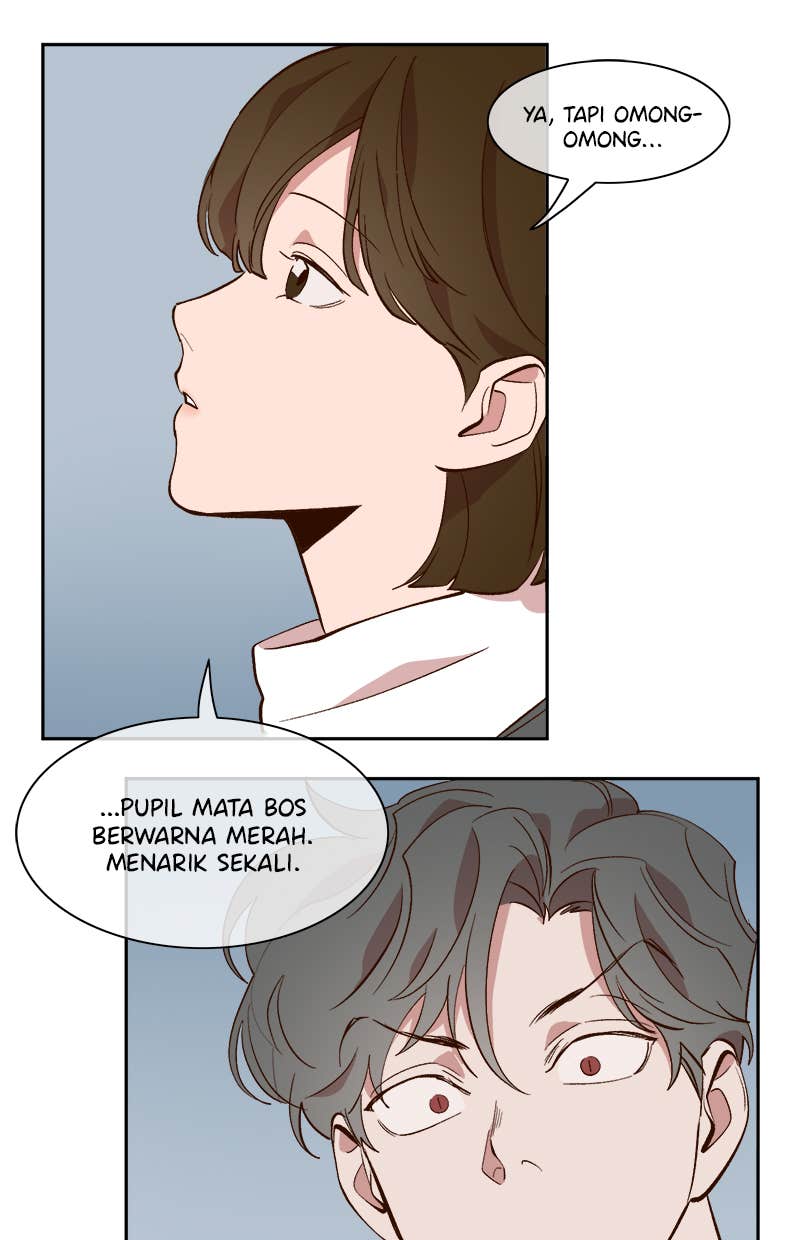 YA, TAPI OMONG-
OMONG...
...PUPIL MATA BOS
BERWARNA MERAH.
MENARIK SEKALI.